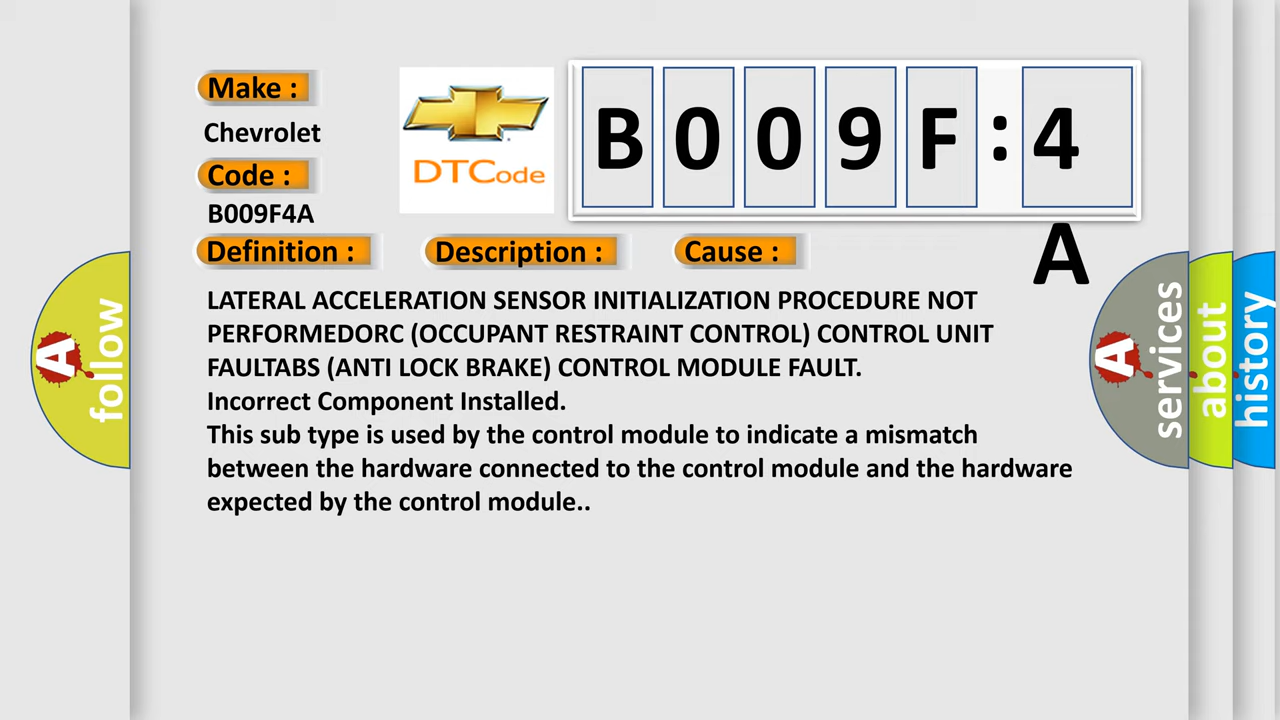 Make :
Chevrolet
Code :
B009F4A
DTCode
B009F:4
A
Definition :
Description :
Cause :
LATERAL ACCELERATION SENSOR INITIALIZATION PROCEDURE NOT
PERFORMEDORC (OCCUPANT RESTRAINT CONTROL) CONTROL UNIT
FAULTABS (ANTI LOCK BRAKE) CONTROL MODULE FAULT.
Incorrect Component Installed.
This sub type is used by the control module to indicate a mismatch
between the hardware connected to the control module and the hardware
expected by the control module..
A follow
A services
about
history